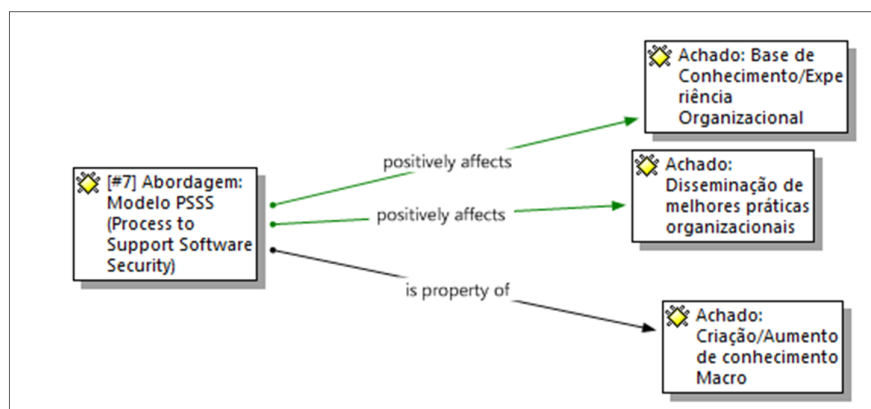 Achado: Base de
Conhecimento/Expe
riência
Organizacional
positively affects
[#7] Abordagem:
Modelo PSSS
(Process to
Support Software
Security)
positively affects
Achado:
Disseminação de
melhores práticas
organizacionais
is property of
Achado:
Criação/Aumento
de conhecimento
Macro